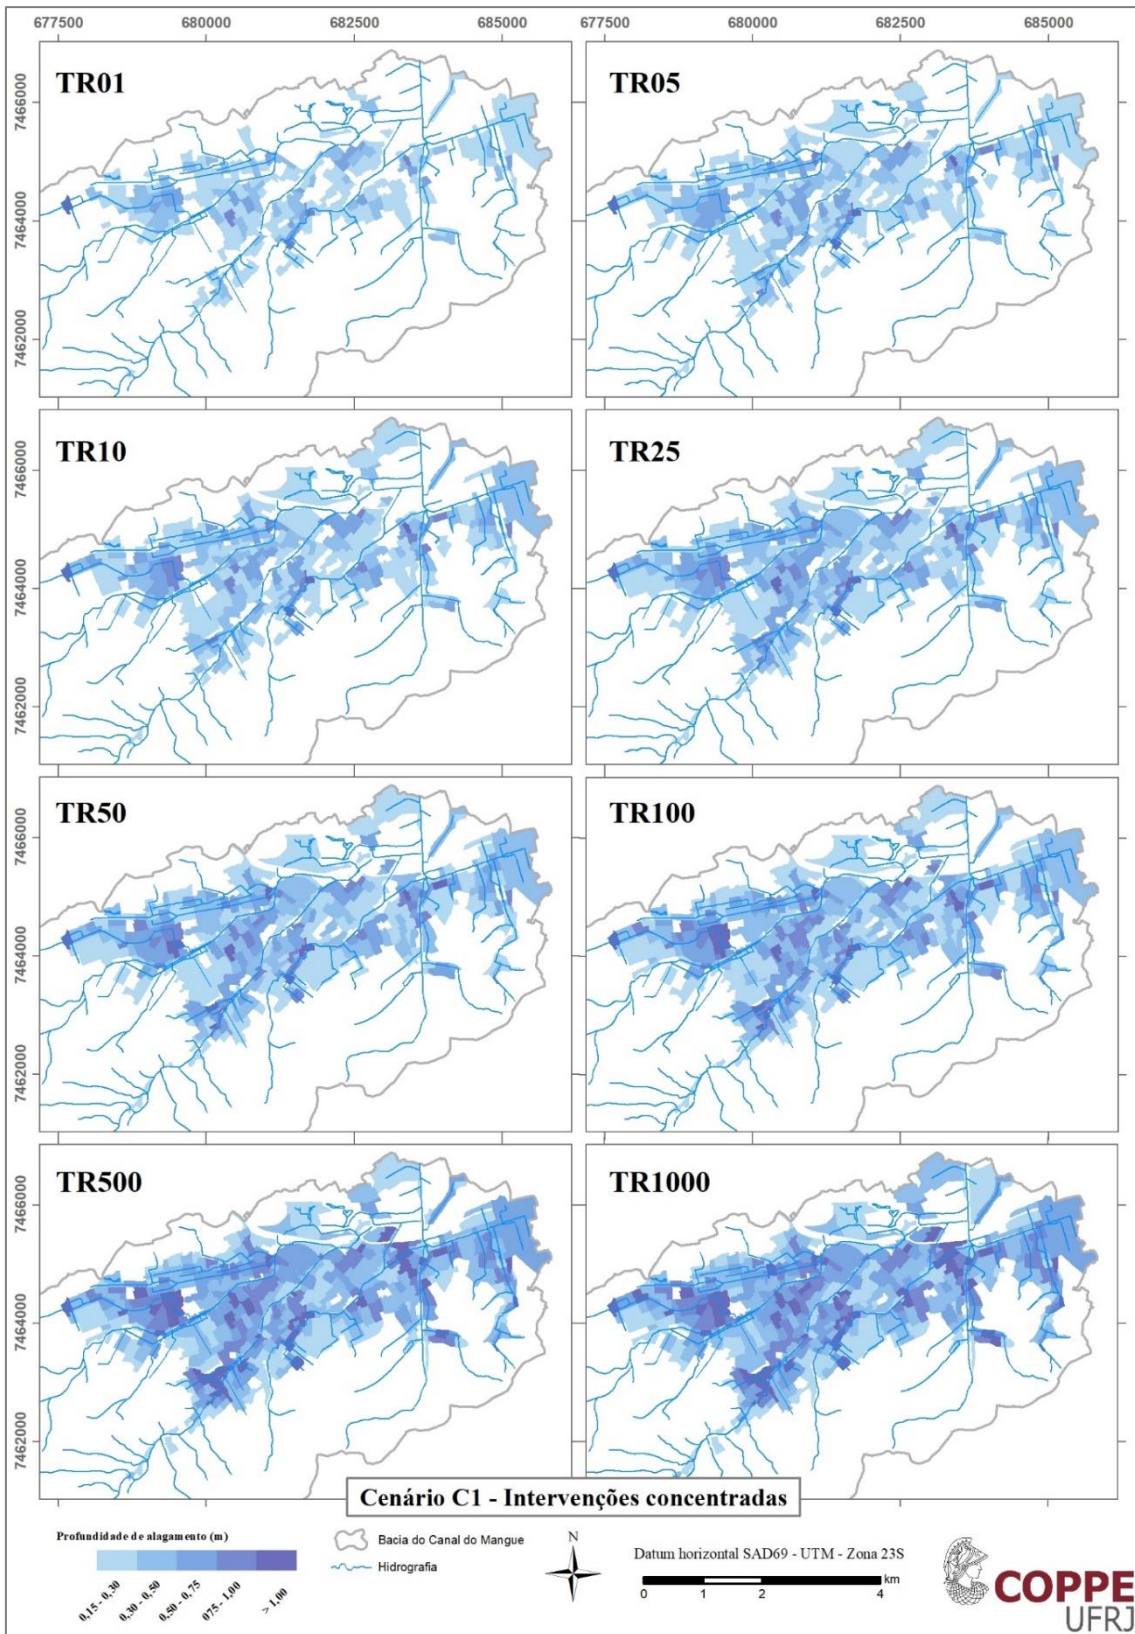 677500 680000 682500 685000 677500 680000 682500 685000
TR01
TR05
7466000
7464000
7462000
TR10
TR25
7466000
7464000
7462000
TR50
TR100
7466000
7464000
7462000
TR500
TR1000
7466000
7464000
7462000
Cenário C1 - Intervenções concentradas
Profundidade de alagamento (m)
0,15 - 0,30
0,30 - 0,50
0,50 - 0,75
075 - 1,00
> 1,00
Bacia do Canal do Mangue
Hidrografia
N
Datum horizontal SAD69 - UTM - Zona 23S
0 1 2 4 km
COPPE
UFRJ